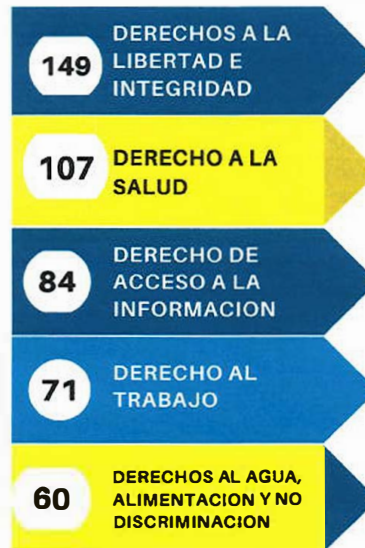 149
DERECHOS A LA
LIBERTAD E
INTEGRIDAD
107
DERECHO A LA
SALUD
84
DERECHO DE
ACCESO A LA
INFORMACION
71
DERECHO AL
TRABAJO
60
DERECHOS AL AGUA,
ALIMENTACION Y NO
DISCRIMINACION